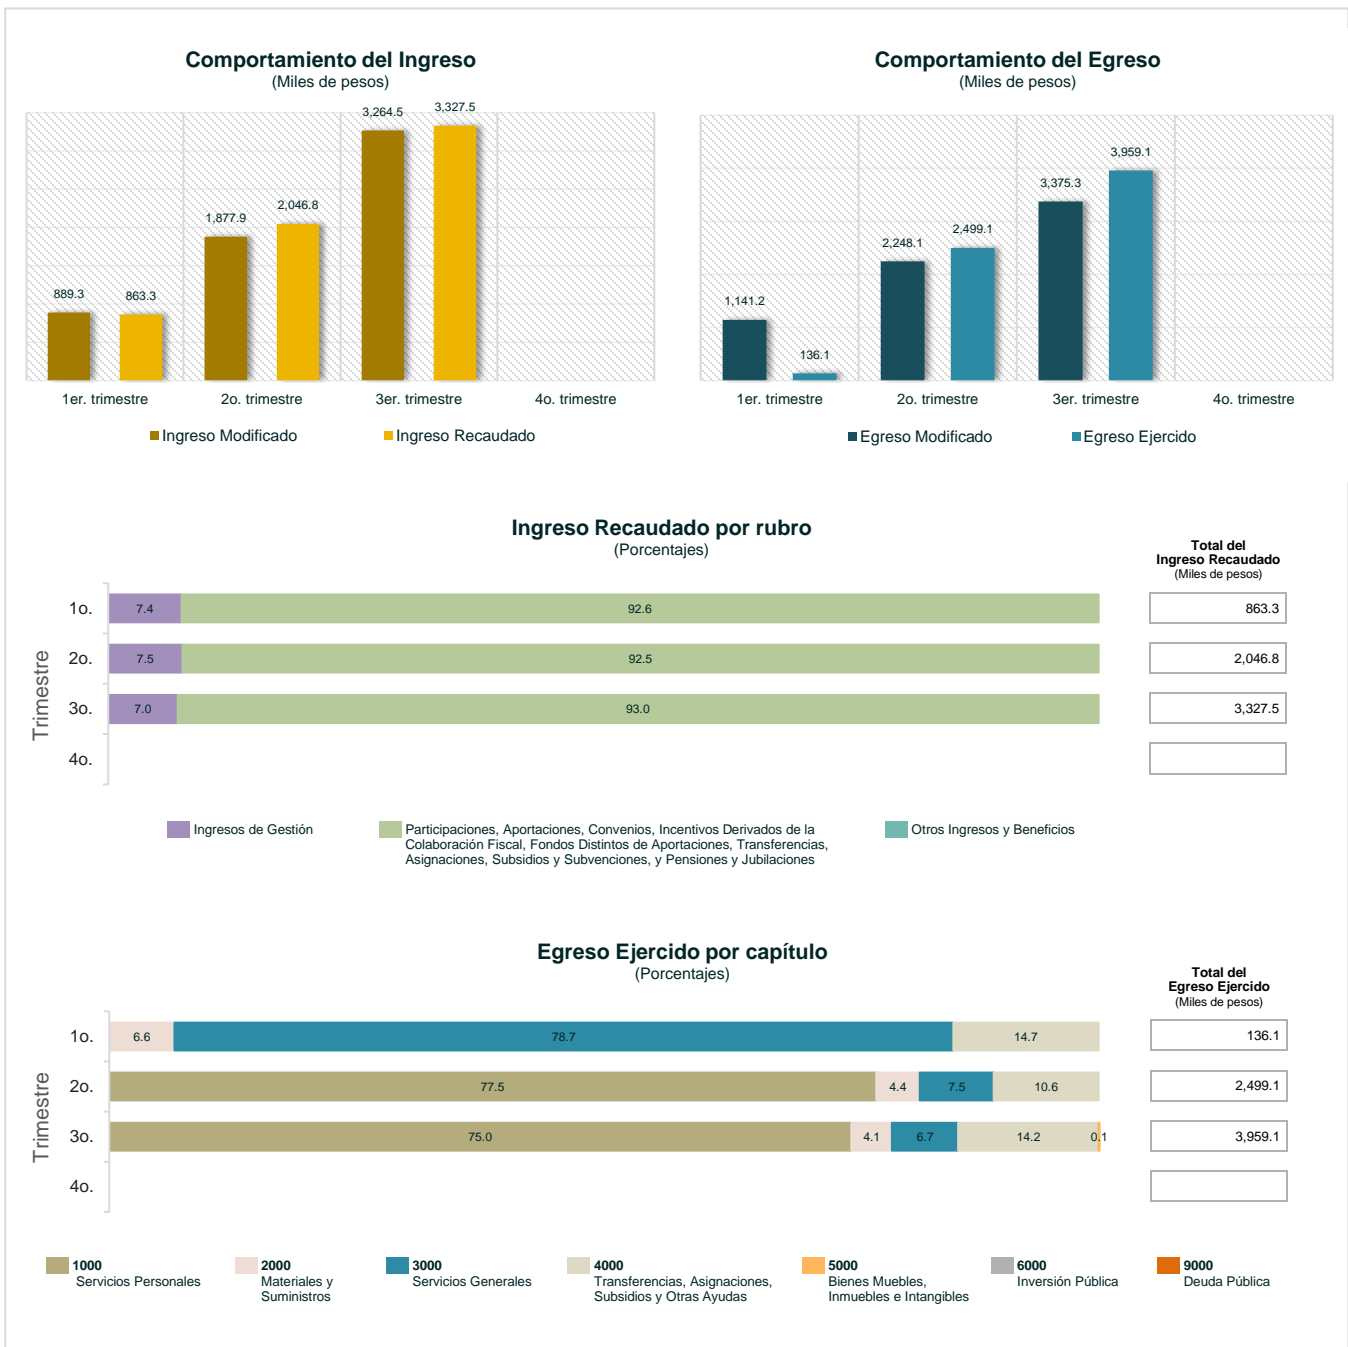 Comportamiento del Ingreso
(Miles de pesos)
889.3
863.3
1,877.9
2,046.8
3,264.5
3,327.5
1er. trimestre
2o. trimestre
3er. trimestre
4o. trimestre
Ingreso Modificado
Ingreso Recaudado
Comportamiento del Egreso
(Miles de pesos)
1,141.2
136.1
2,248.1
2,499.1
3,375.3
3,959.1
1er. trimestre
2o. trimestre
3er. trimestre
4o. trimestre
Egreso Modificado
Egreso Ejercido
Ingreso Recaudado por rubro
(Porcentajes)
Total del
Ingreso Recaudado
(Miles de pesos)
Trimestre
1o.
7.4
92.6
863.3
2o.
7.5
92.5
2,046.8
3o.
7.0
93.0
3,327.5
4o.
Ingresos de Gestión
Participaciones, Aportaciones, Convenios, Incentivos Derivados de la
Colaboración Fiscal, Fondos Distintos de Aportaciones, Transferencias,
Asignaciones, Subsidios y Subvenciones, y Pensiones y Jubilaciones
Otros Ingresos y Beneficios
Egreso Ejercido por capítulo
(Porcentajes)
Total del
Egreso Ejercido
(Miles de pesos)
Trimestre
1o.
6.6
78.7
14.7
136.1
2o.
77.5
4.4
7.5
10.6
2,499.1
3o.
75.0
4.1
6.7
14.2
0.1
3,959.1
4o.
1000
Servicios Personales
2000
Materiales y
Suministros
3000
Servicios Generales
4000
Transferencias, Asignaciones,
Subsidios y Otras Ayudas
5000
Bienes Muebles,
Inmuebles e Intangibles
6000
Inversión Pública
9000
Deuda Pública